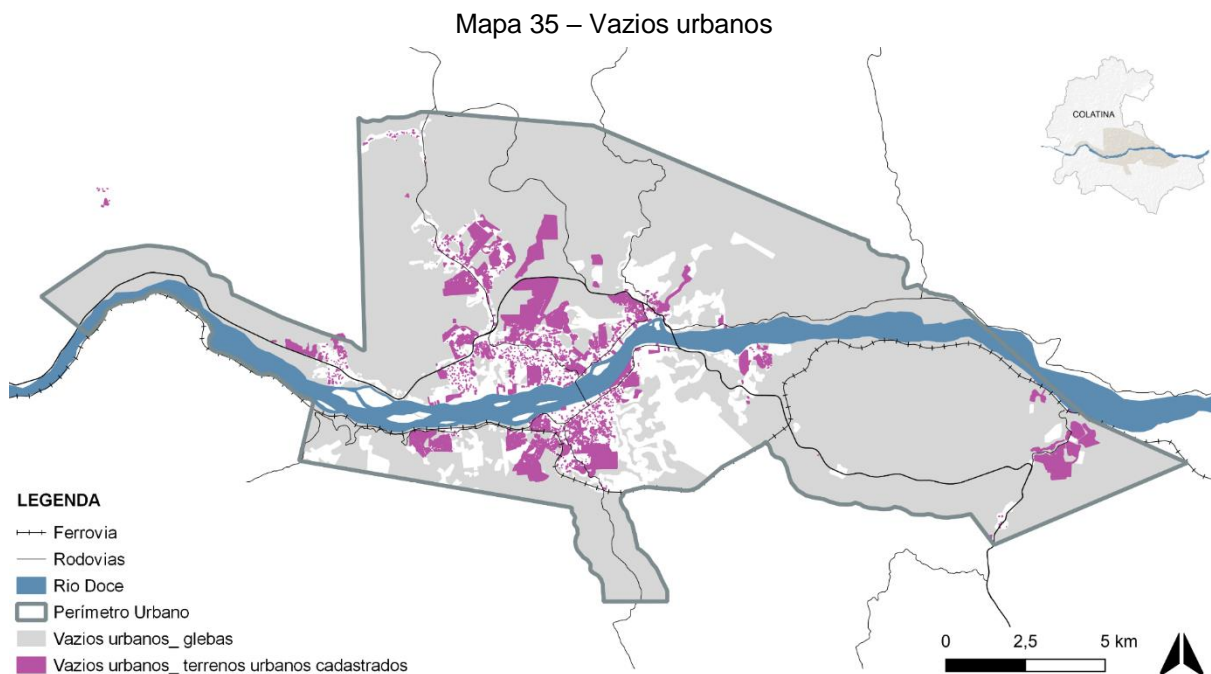 Mapa 35 – Vazios urbanos
COLATINA
LEGENDA
Ferrovia
Rodovias
Rio Doce
Perímetro Urbano
Vazios urbanos_ glebas
Vazios urbanos_ terrenos urbanos cadastrados
0 2,5 5 km